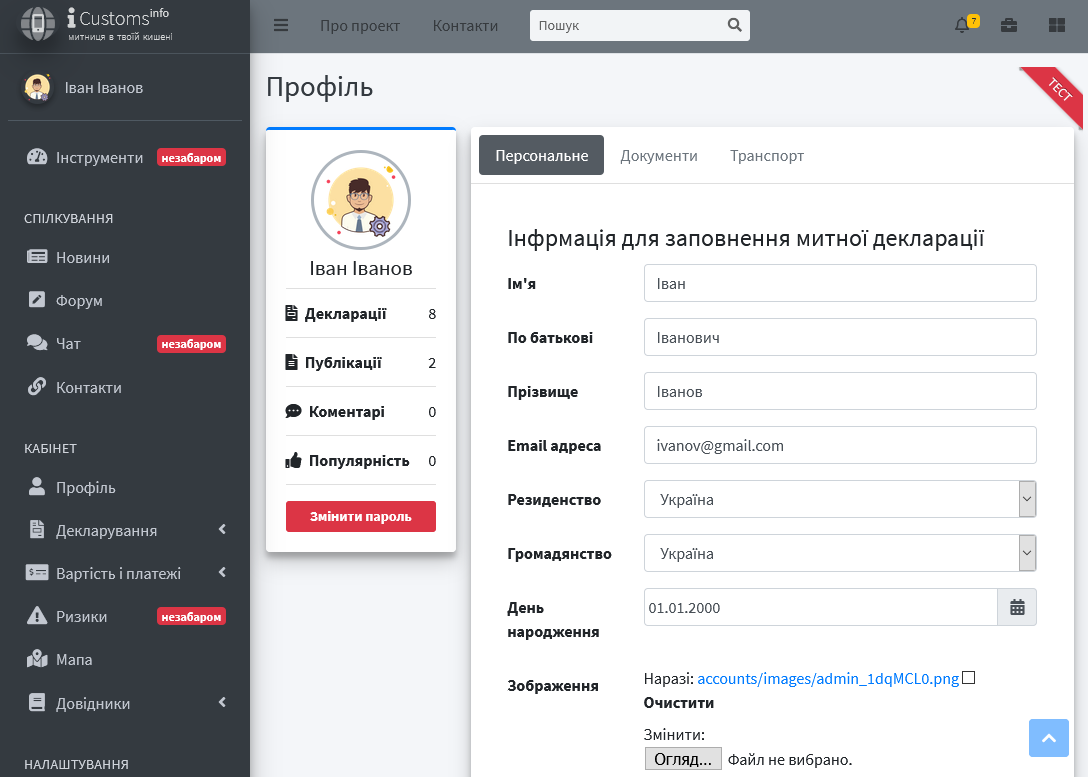 iCustoms info
митниця в твоїй кишені
Про проект
Контакти
Пошук
7
Іван Іванов
Інструменти незабаром
СПІЛКУВАННЯ
Новини
Форум
Чат незабаром
Контакти
КАБІНЕТ
Профіль
Декларування
Вартість і платежі
Ризики незабаром
Мапа
Довідники
НАЛАШТУВАННЯ
Профіль
ТЕСТ
Іван Іванов
Декларації 8
Публікації 2
Коментарі 0
Популярність 0
Змінити пароль
Персональне
Документи
Транспорт
Інфрмація для заповнення митної декларації
Ім'я Іван
По батькові Іванович
Прізвище Іванов
Email адреса ivanov@gmail.com
Резиденство Україна
Громадянство Україна
День 01.01.2000
народження
Зображення Наразі: accounts/images/admin_1dqMCL0.png
Очистити
Змінити:
Огляд... Файл не вибрано.